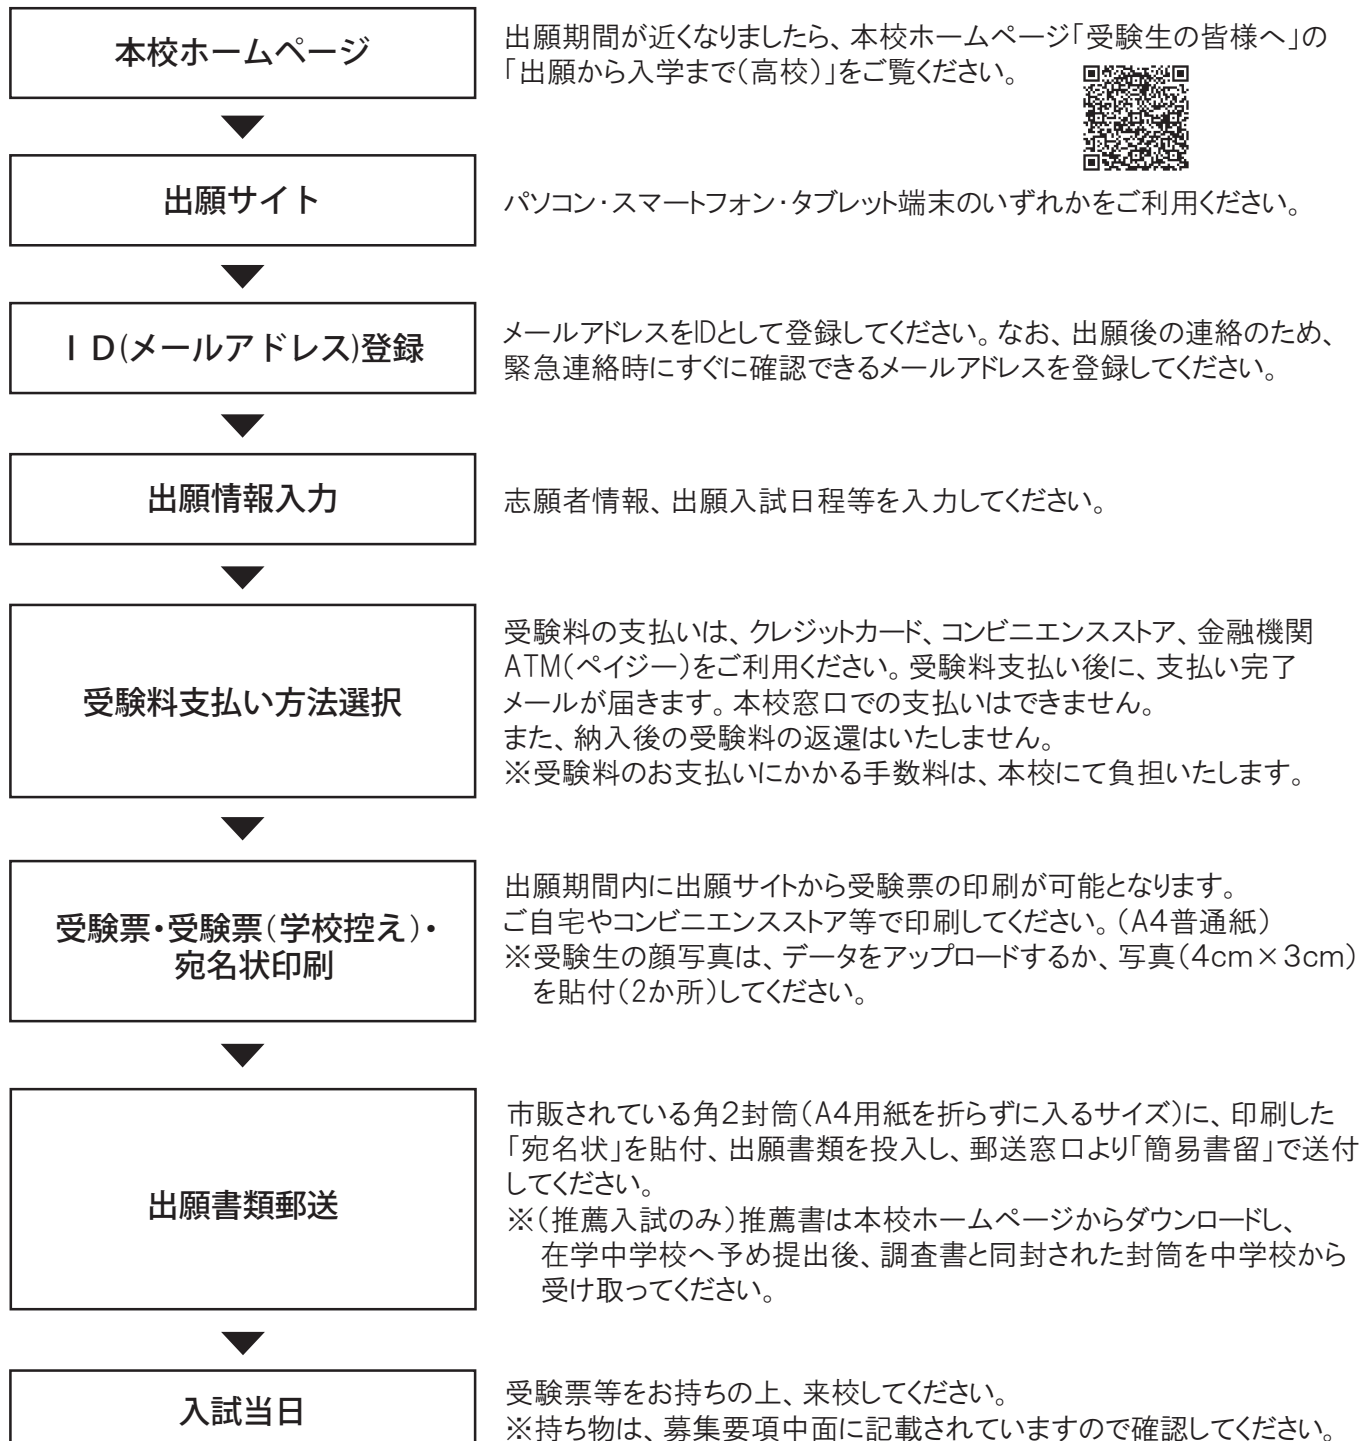 本校ホームページ
出願期間が近くなりましたら、本校ホームページ「受験生の皆様へ」の
「出願から入学まで(高校)」をご覧ください。
出願サイト
パソコン・スマートフォン・タブレット端末のいずれかをご利用ください。
ＩＤ(メールアドレス)登録
メールアドレスをIDとして登録してください。なお、出願後の連絡のため、
緊急連絡時にすぐに確認できるメールアドレスを登録してください。
出願情報入力
志願者情報、出願入試日程等を入力してください。
受験料支払い方法選択
受験料の支払いは、クレジットカード、コンビニエンスストア、金融機関
ATM(ペイジー)をご利用ください。受験料支払い後に、支払い完了
メールが届きます。本校窓口での支払いはできません。
また、納入後の受験料の返還はいたしません。
※受験料のお支払いにかかる手数料は、本校にて負担いたします。
受験票・受験票(学校控え)・
宛名状印刷
出願期間内に出願サイトから受験票の印刷が可能となります。
ご自宅やコンビニエンスストア等で印刷してください。(A4普通紙)
※受験生の顔写真は、データをアップロードするか、写真(4cm×3cm)
を貼付(2か所)してください。
出願書類郵送
市販されている角2封筒(A4用紙を折らずに入るサイズ)に、印刷した
「宛名状」を貼付、出願書類を投入し、郵送窓口より「簡易書留」で送付
してください。
※(推薦入試のみ)推薦書は本校ホームページからダウンロードし、
在学中学校へ予め提出後、調査書と同封された封筒を中学校から
受け取ってください。
入試当日
受験票等をお持ちの上、来校してください。
※持ち物は、募集要項中面に記載されていますので確認してください。